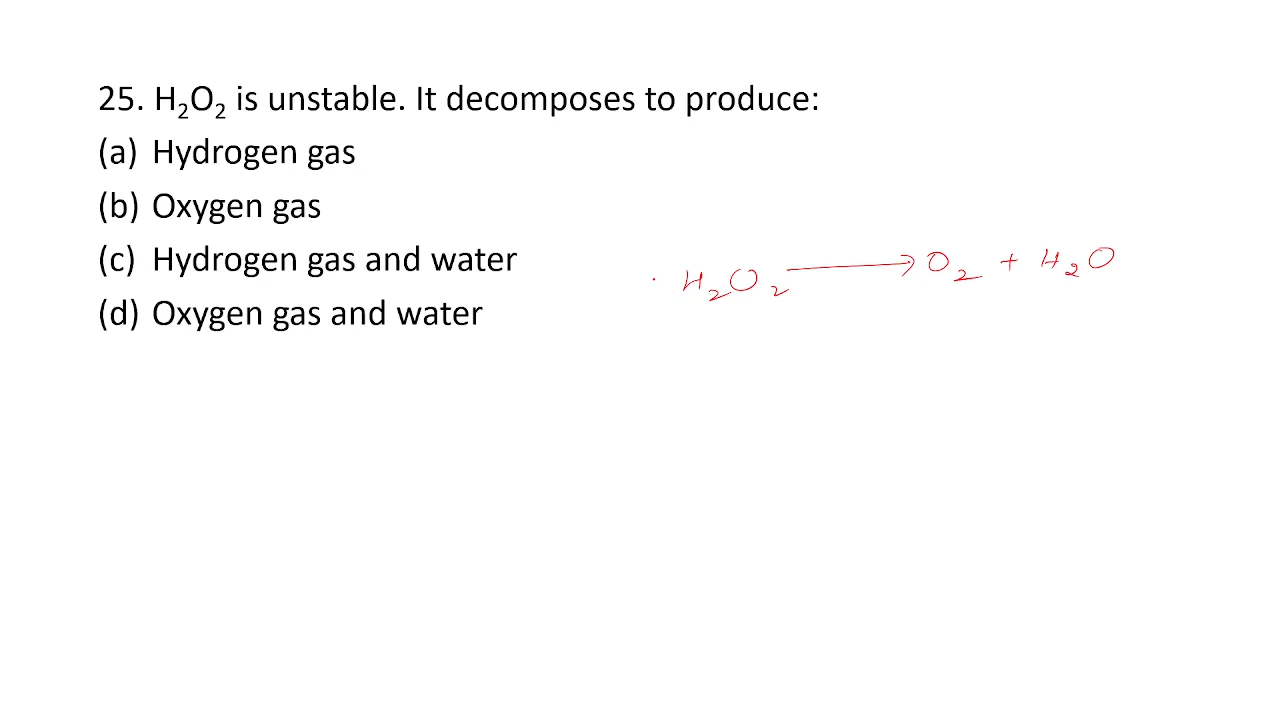 25. H₂O₂ is unstable. It decomposes to produce:
(a) Hydrogen gas
(b) Oxygen gas
(c) Hydrogen gas and water
(d) Oxygen gas and water
H₂O₂ → O₂ + H₂O